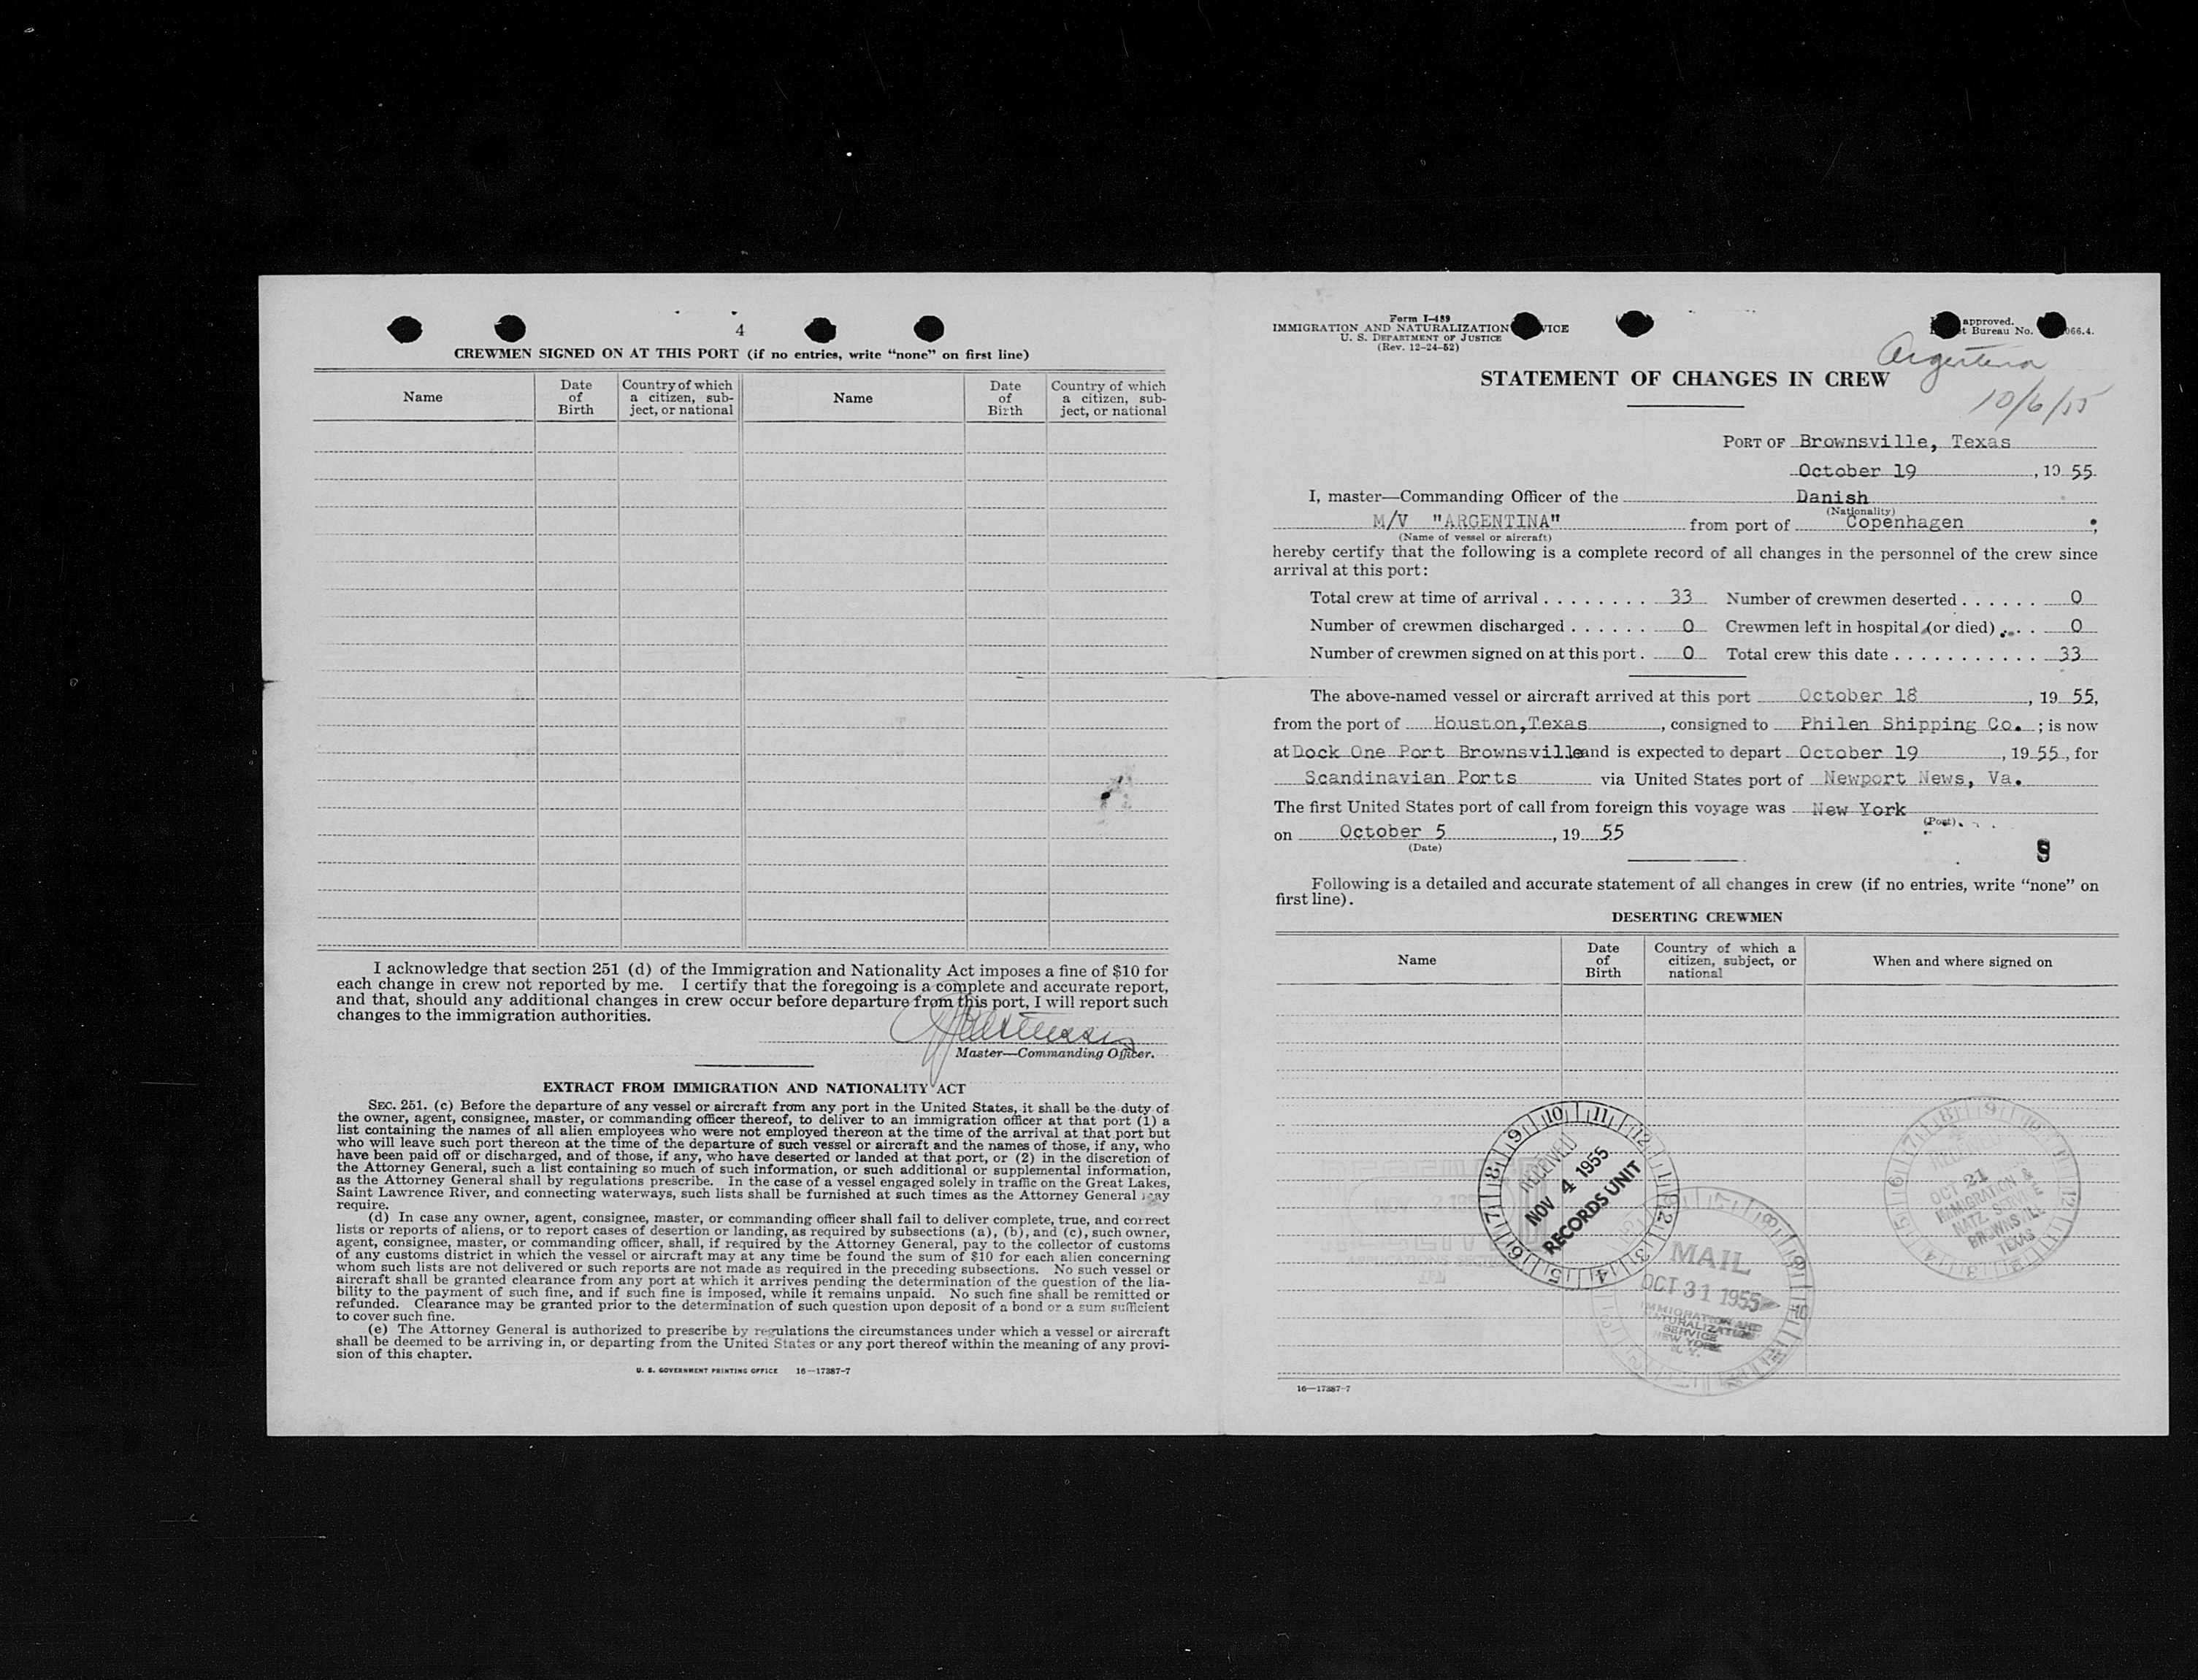 4
CREWMEN SIGNED ON AT THIS PORT (if no entries, write “none” on first line)
Name
Date of Birth
Country of which a citizen, sub-ject, or national
Name
Date of Birth
Country of which a citizen, sub-ject, or national
I acknowledge that section 251 (d) of the Immigration and Nationality Act imposes a fine of $10 for
each change in crew not reported by me. I certify that the foregoing is a complete and accurate report,
and that, should any additional changes in crew occur before departure from this port, I will report such
changes to the immigration authorities.
Master—Commanding Officer.
EXTRACT FROM IMMIGRATION AND NATIONALITY ACT
SEC. 251. (c) Before the departure of any vessel or aircraft from any port in the United States, it shall be the duty of
the owner, agent, consignee, master, or commanding officer thereof, to deliver to an immigration officer at that port (1) a
list containing the names of all alien employees who were not employed thereon at the time of the arrival at that port but
who will leave such port thereon at the time of the departure of such vessel or aircraft and the names of those, if any, who
have been paid off or discharged, and of those, if any, who have deserted or landed at that port, or (2) in the discretion of
the Attorney General, such a list containing so much of such information, or such additional or supplemental information,
as the Attorney General shall by regulations prescribe. In the case of a vessel engaged solely in traffic on the Great Lakes,
Saint Lawrence River, and connecting waterways, such lists shall be furnished at such times as the Attorney General may
require.
(d) In case any owner, agent, consignee, master, or commanding officer shall fail to deliver complete, true, and correct
lists or reports of aliens, or to report cases of desertion or landing, as required by subsections (a), (b), and (c), such owner,
agent, consignee, master, or commanding officer, shall, if required by the Attorney General, pay to the collector of customs
of any customs district in which the vessel or aircraft may at any time be found the sum of $10 for each alien concerning
whom such lists are not delivered or such reports are not made as required in the preceding subsections. No such vessel or
aircraft shall be granted clearance from any port at which it arrives pending the determination of the question of the lia-
bility to the payment of such fine, and if such fine is imposed, while it remains unpaid. No such fine shall be remitted or
refunded. Clearance may be granted prior to the determination of such question upon deposit of a bond or a sum sufficient
to cover such fine.
(e) The Attorney General is authorized to prescribe by regulations the circumstances under which a vessel or aircraft
shall be deemed to be arriving in, or departing from the United States or any port thereof within the meaning of any provi-
sion of this chapter.
U. S. GOVERNMENT PRINTING OFFICE 16—17387-7
Form I-489
IMMIGRATION AND NATURALIZATION VICE
U. S. DEPARTMENT OF JUSTICE
(Rev. 12-24-52)
approved.
t Bureau No. 066.4.
Argentina
10/6/55
STATEMENT OF CHANGES IN CREW
PORT OF Brownsville, Texas
October 19, 19 55
I, master—Commanding Officer of the Danish
(Nationality)
M/V "ARGENTINA" from port of Copenhagen ;
(Name of vessel or aircraft)
hereby certify that the following is a complete record of all changes in the personnel of the crew since
arrival at this port:
Total crew at time of arrival . . . . . . . . 33 Number of crewmen deserted . . . . . . 0
Number of crewmen discharged . . . . . . 0 Crewmen left in hospital (or died) . . . . 0
Number of crewmen signed on at this port . 0 Total crew this date . . . . . . . . . . . . 33
The above-named vessel or aircraft arrived at this port October 18, 19 55,
from the port of Houston,Texas, consigned to Philen Shipping Co. ; is now
at Dock One Port Brownsville and is expected to depart October 19, 19 55, for
Scandinavian Ports via United States port of Newport News, Va.
The first United States port of call from foreign this voyage was New York
(Port)
on October 5, 19 55
(Date)
9
Following is a detailed and accurate statement of all changes in crew (if no entries, write “none” on
first line).
DESERTING CREWMEN
Name
Date of Birth
Country of which a citizen, subject, or national
When and where signed on
RECEIVED
NOV 4 1955
RECORDS UNIT
MAIL
OCT 31 1955
IMMIGRATION AND
NATURALIZATION
SERVICE
NEW YORK
N.Y.
RECEIVED
OCT 21
IMMIGRATION &
NATZ. SERVICE
BROWNSVILLE
TEXAS
16—17387-7